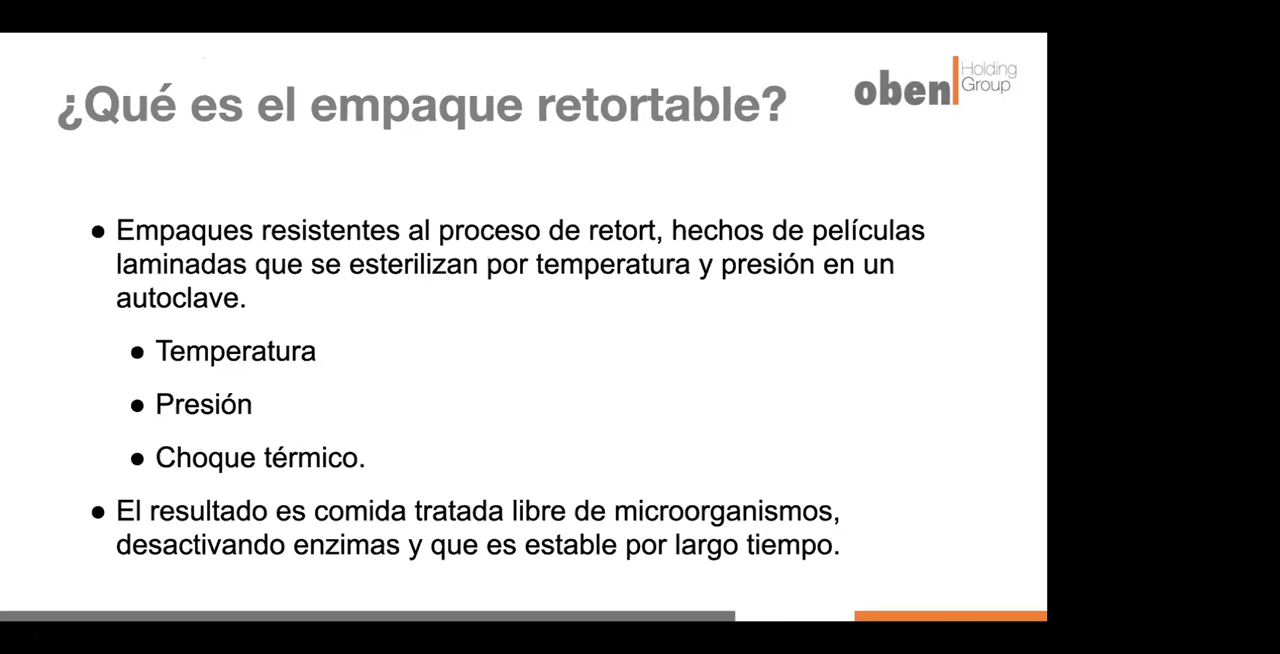 ¿Qué es el empaque retortable?
oben Holding
Group
● Empaques resistentes al proceso de retort, hechos de películas
laminadas que se esterilizan por temperatura y presión en un
autoclave.
● Temperatura
● Presión
● Choque térmico.
● El resultado es comida tratada libre de microorganismos,
desactivando enzimas y que es estable por largo tiempo.